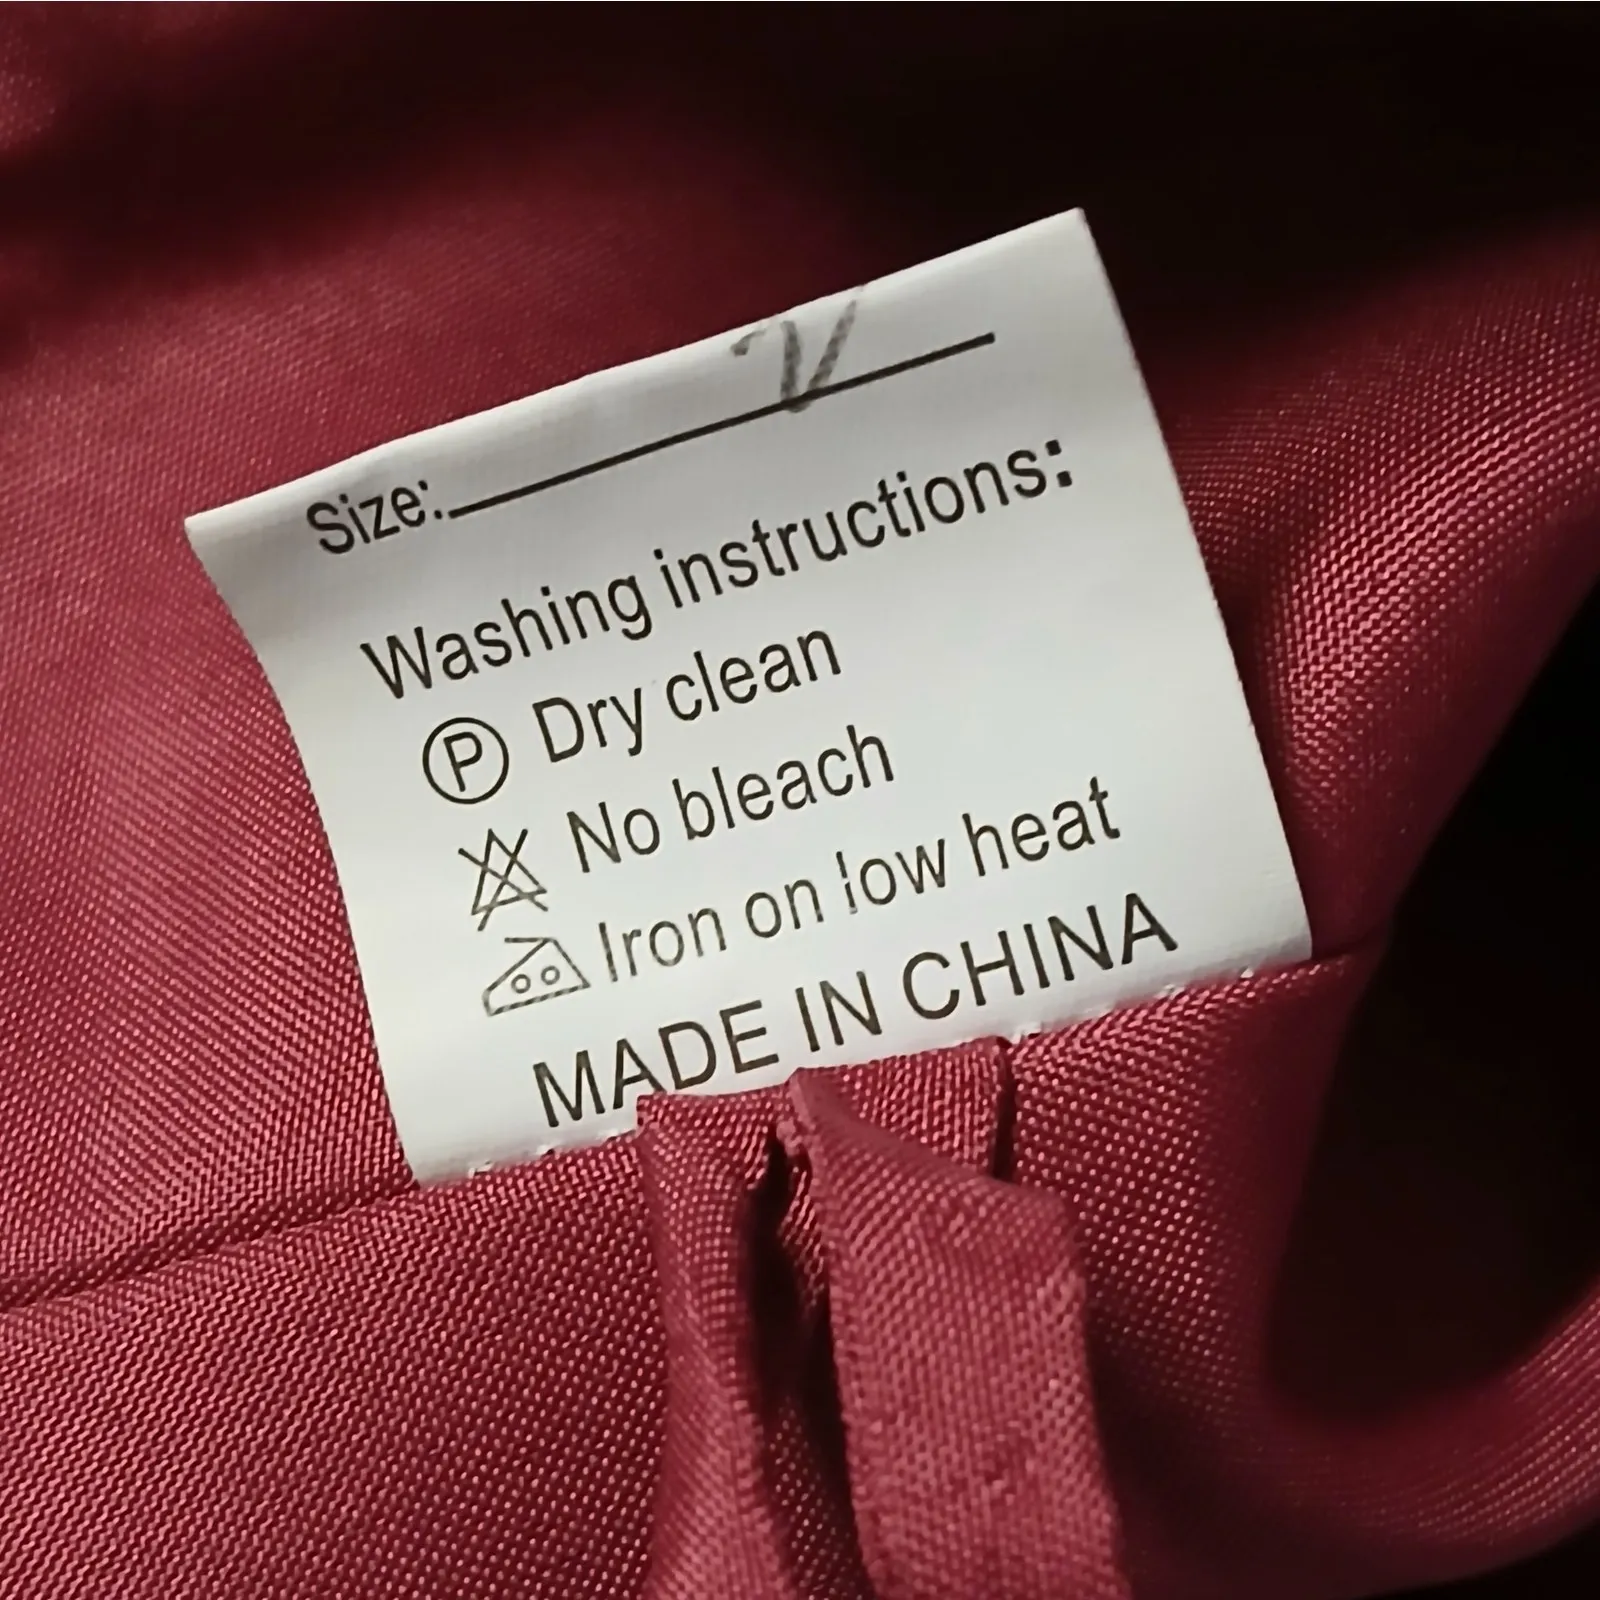 Size:
Washing instructions:
P Dry clean
No bleach
Iron on low heat
MADE IN CHINA